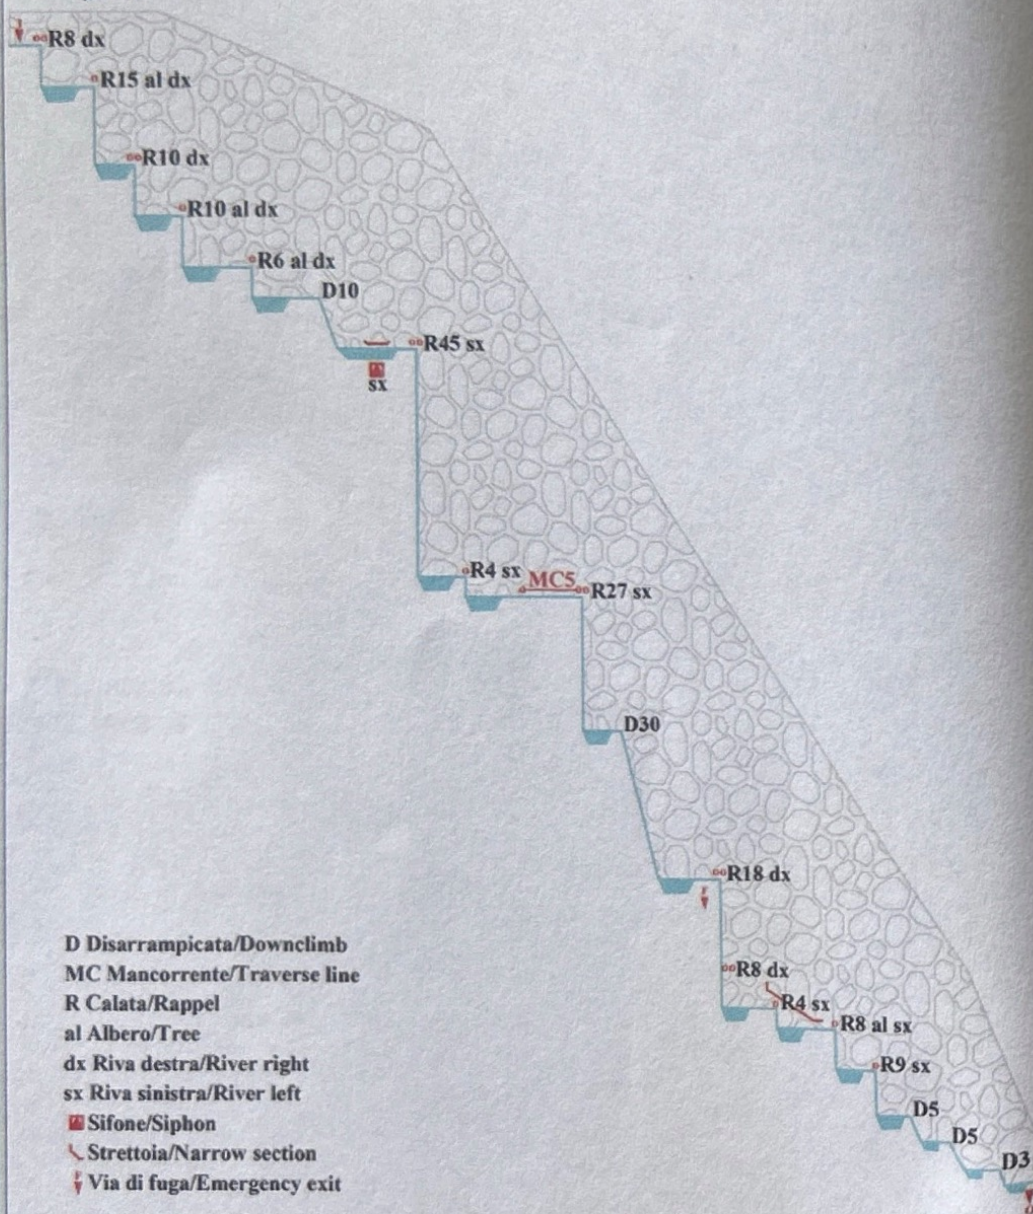 R8 dx
R15 al dx
R10 dx
R10 al dx
R6 al dx
D10
R45 sx
sx
R4 sx
MC5
R27 sx
D30
R18 dx
R8 dx
R4 sx
R8 al sx
R9 sx
D5
D5
D3
D Disarrampicata/Downclimb
MC Mancorrente/Traverse line
R Calata/Rappel
al Albero/Tree
dx Riva destra/River right
sx Riva sinistra/River left
Sifone/Siphon
Strettoia/Narrow section
Via di fuga/Emergency exit